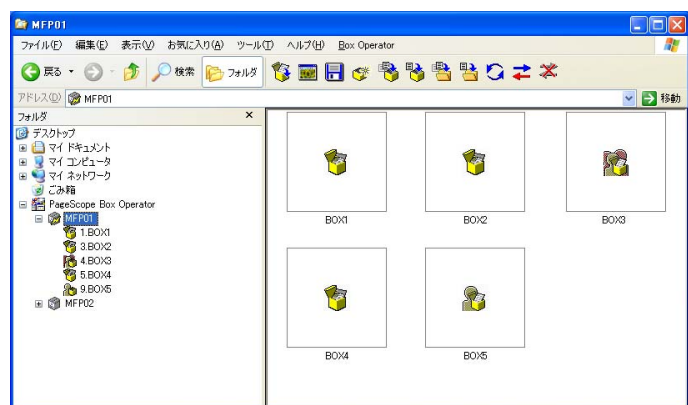 MFP01
ファイル(F) 編集(E) 表示(V) お気に入り(A) ツール(T) ヘルプ(H) Box Operator
戻る 検索 フォルダ
アドレス(D) MFP01 移動
フォルダ ×
デスクトップ
マイ ドキュメント
マイ コンピュータ
マイ ネットワーク
ごみ箱
PageScope Box Operator
MFP01
1.BOX1
3.BOX2
4.BOX3
5.BOX4
9.BOX5
MFP02
BOX1 BOX2 BOX3
BOX4 BOX5